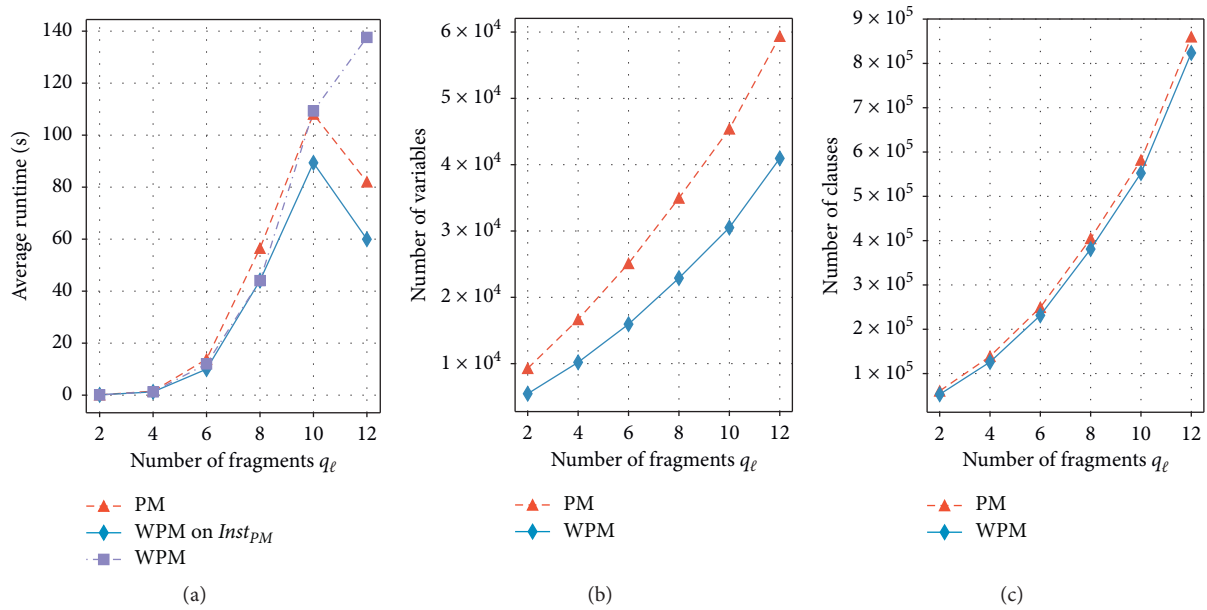 140
120
100
80
60
40
20
0
Average runtime (s)
2 4 6 8 10 12
Number of fragments qℓ
PM
WPM on InstPM
WPM
(a)
6 × 10⁴
5 × 10⁴
4 × 10⁴
3 × 10⁴
2 × 10⁴
1 × 10⁴
Number of variables
2 4 6 8 10 12
Number of fragments qℓ
PM
WPM
(b)
9 × 10⁵
8 × 10⁵
7 × 10⁵
6 × 10⁵
5 × 10⁵
4 × 10⁵
3 × 10⁵
2 × 10⁵
1 × 10⁵
Number of clauses
2 4 6 8 10 12
Number of fragments qℓ
PM
WPM
(c)